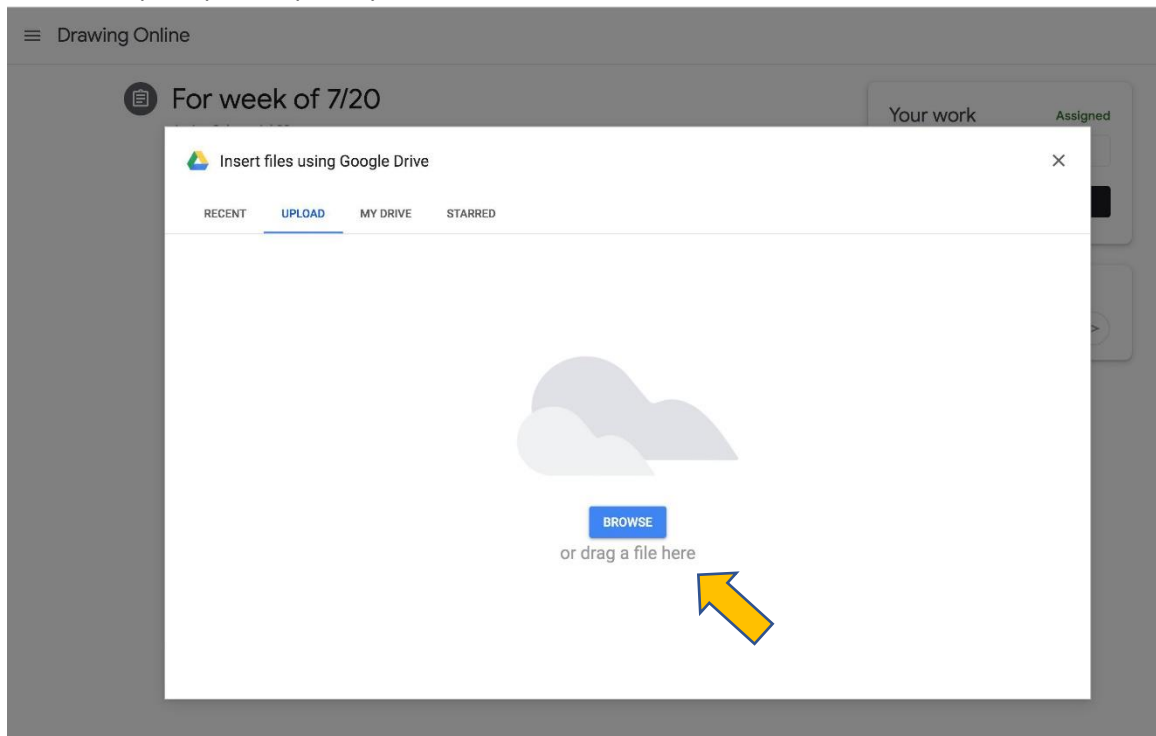 Drawing Online
For week of 7/20
Your work Assigned
Insert files using Google Drive
RECENT UPLOAD MY DRIVE STARRED
BROWSE
or drag a file here